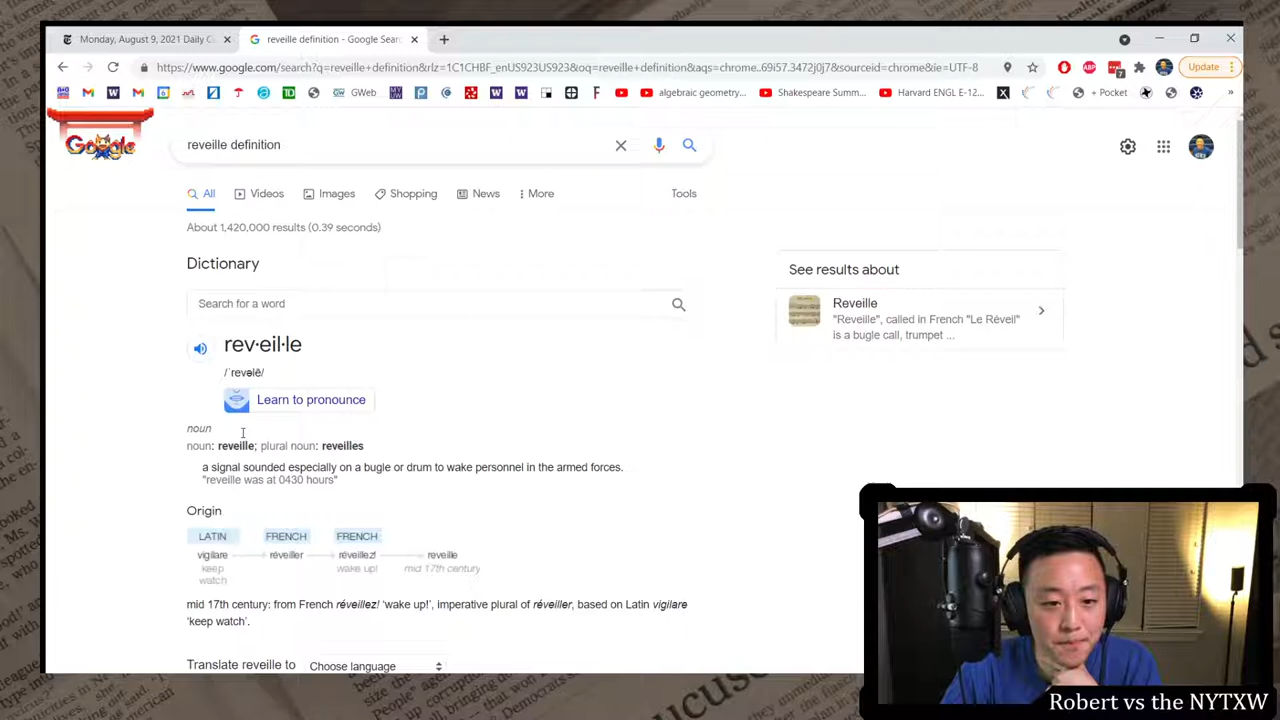 Monday, August 9, 2021 Daily C
reveille definition - Google Sear
https://www.google.com/search?q=reveille+definition&rlz=1C1CHBF_enUS923US923&oq=reveille+definition&aqs=chrome..69i57.3472j0j7&sourceid=chrome&ie=UTF-8
ABP
7
Update
GWeb
algebraic geometry...
Shakespeare Summ...
Harvard ENGL E-12...
+ Pocket
»
Google
reveille definition
All
Videos
Images
Shopping
News
More
Tools
About 1,420,000 results (0.39 seconds)
Dictionary
See results about
Search for a word
Reveille
"Reveille", called in French "Le Réveil"
is a bugle call, trumpet ...
rev·eil·le
/ˈrevəlē/
Learn to pronounce
noun
noun: reveille; plural noun: reveilles
a signal sounded especially on a bugle or drum to wake personnel in the armed forces.
"reveille was at 0430 hours"
Origin
LATIN FRENCH FRENCH
vigilare réveiller réveillez! reveille
keep wake up! mid 17th century
watch
mid 17th century: from French réveillez! ‘wake up!’, imperative plural of réveiller, based on Latin vigilare
‘keep watch’.
Translate reveille to Choose language
Robert vs the NYTXW